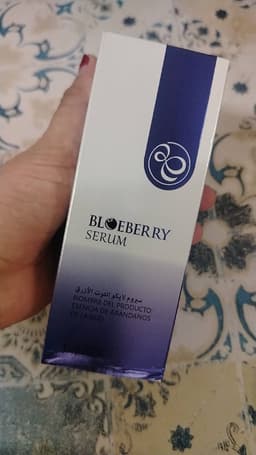 BLUEBERRY
SERUM
سيروم لايكو التوت الأزرق
NOMBRE DEL PRODUCTO:
ESENCIA DE ARÁNDANOS